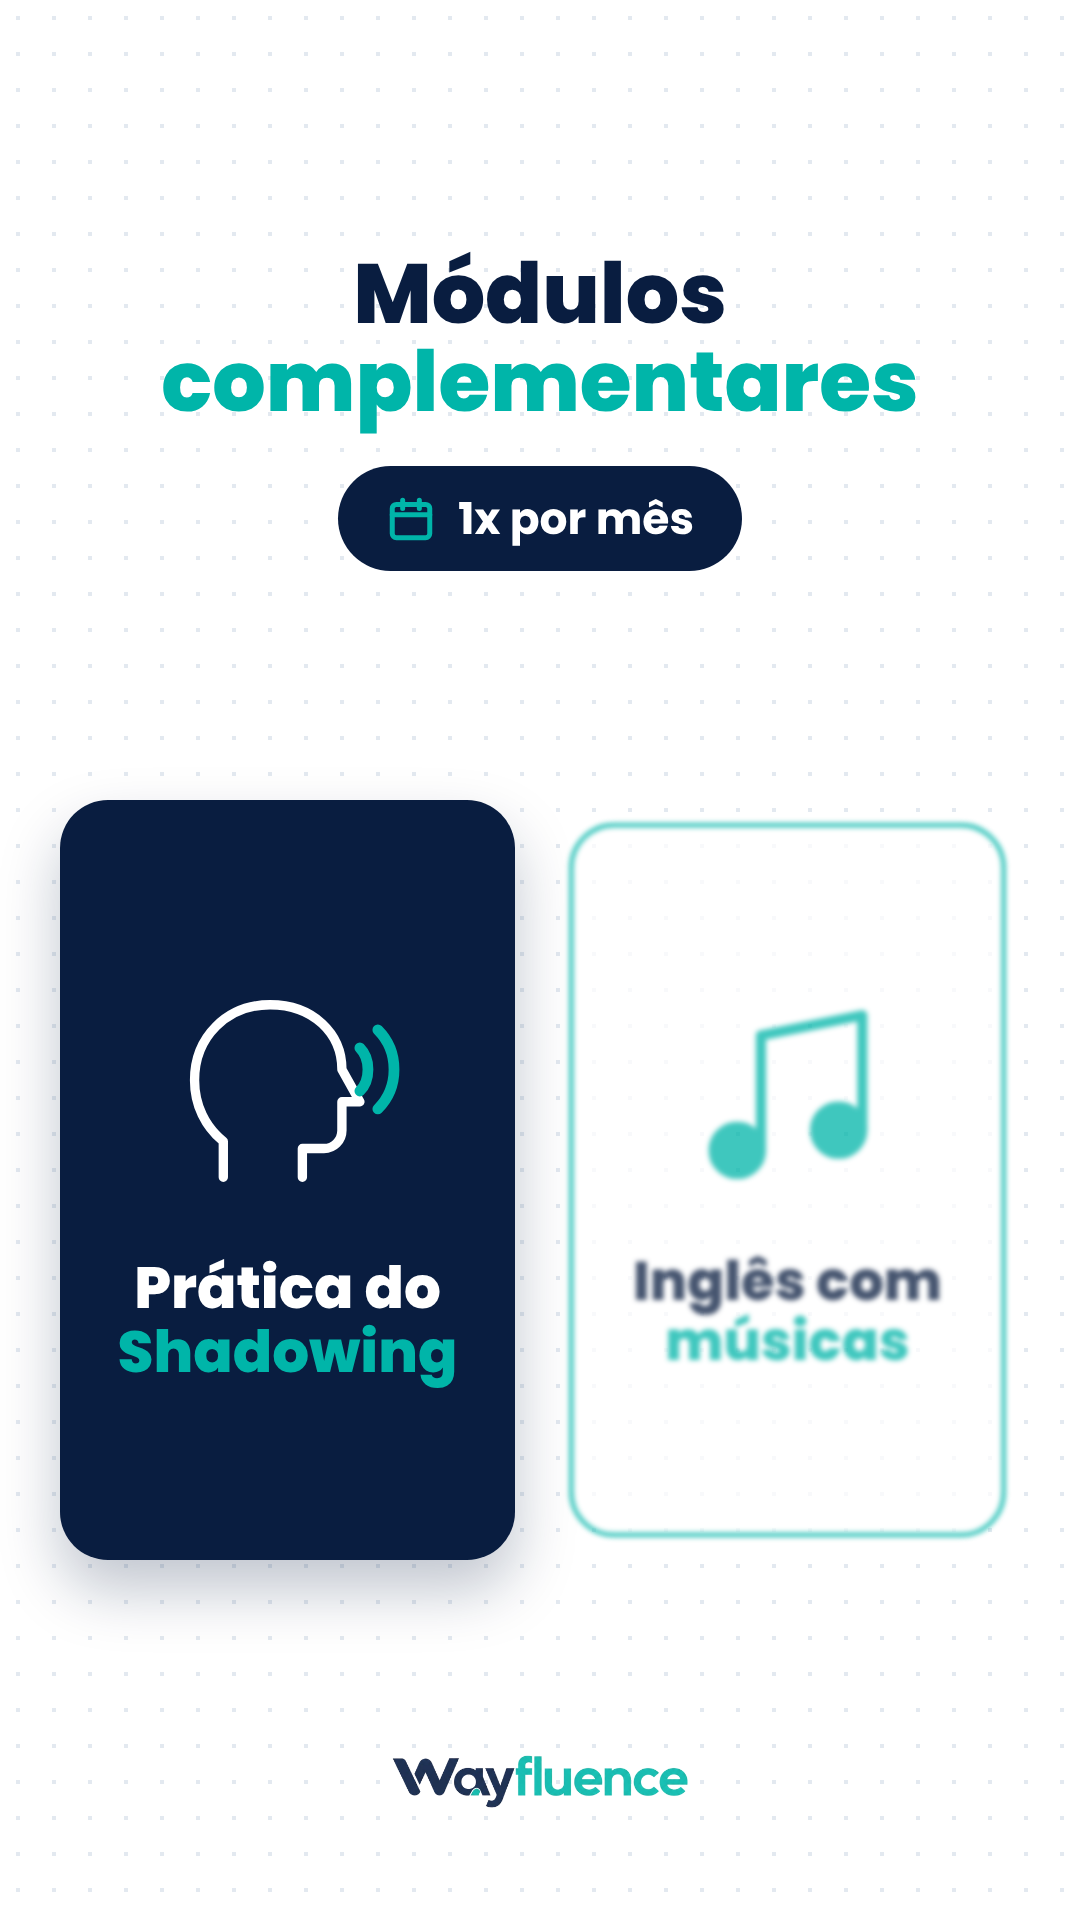 Módulos
complementares
1x por mês
Prática do
Shadowing
Inglês com
músicas
Wayfluence